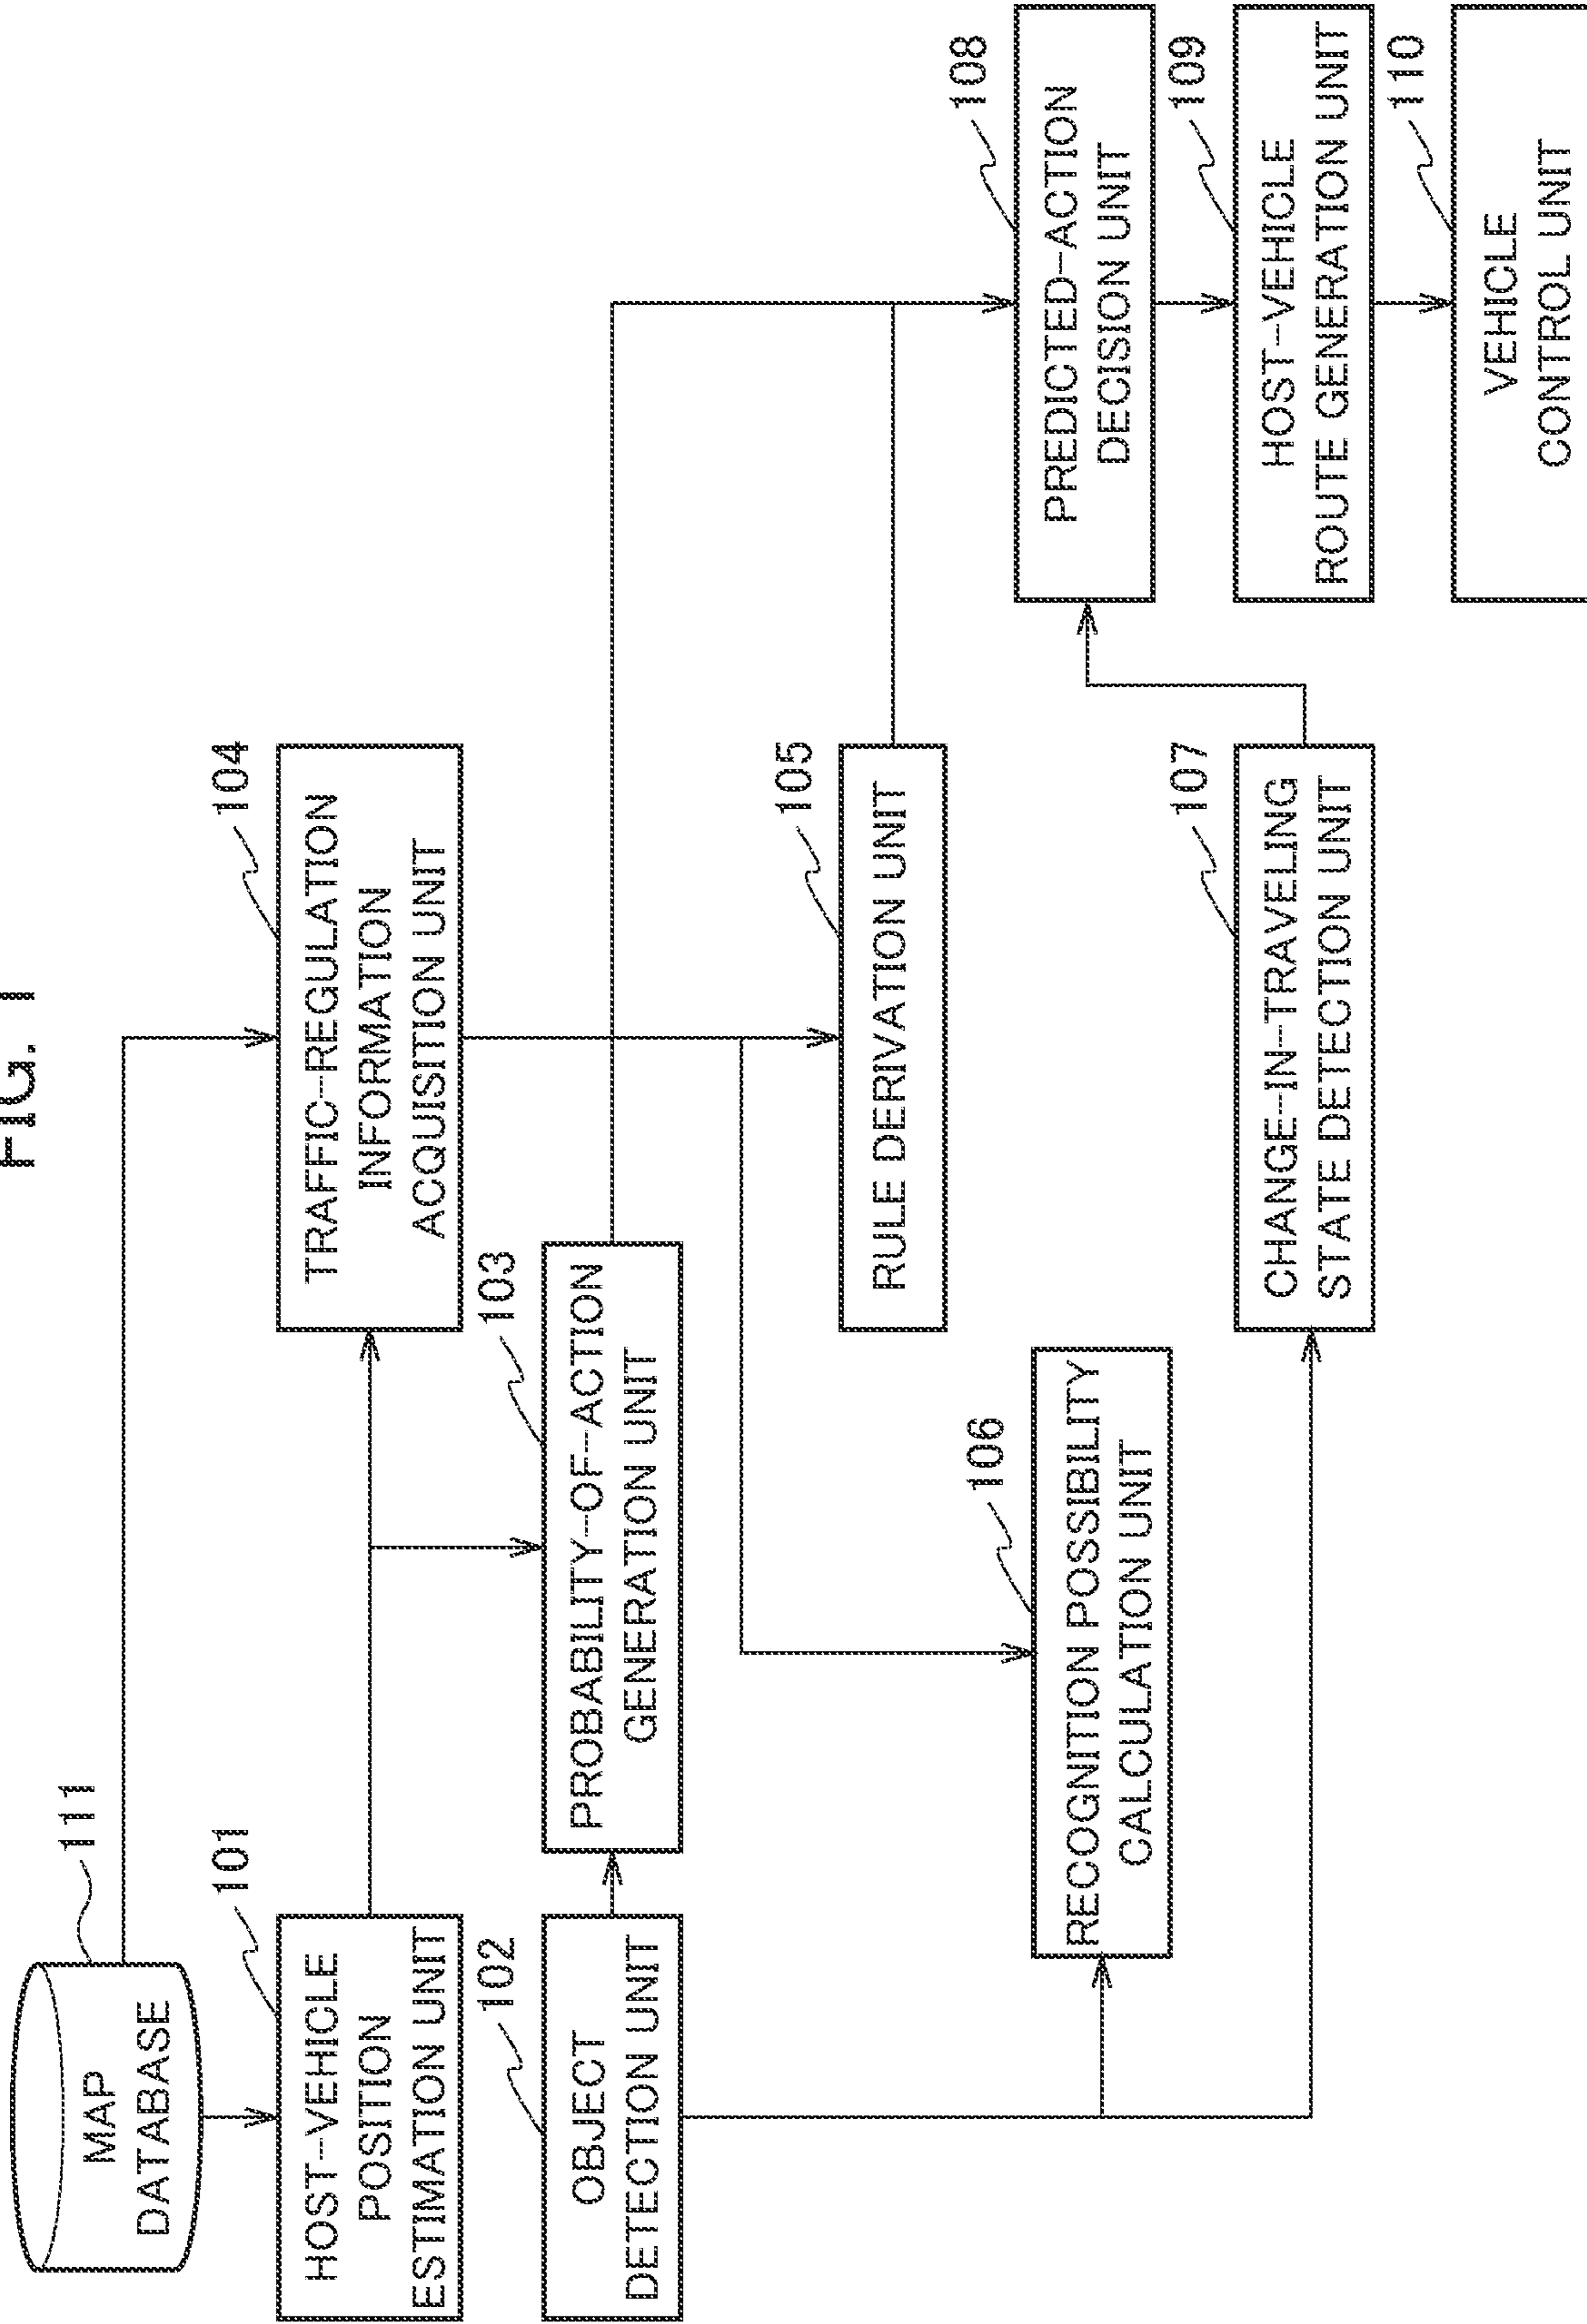 FIG. 1
111
MAP
DATABASE
101
HOST-VEHICLE
POSITION
ESTIMATION UNIT
104
TRAFFIC-REGULATION
INFORMATION
ACQUISITION UNIT
102
OBJECT
DETECTION UNIT
103
PROBABILITY-OF-ACTION
GENERATION UNIT
105
RULE DERIVATION UNIT
106
RECOGNITION POSSIBILITY
CALCULATION UNIT
107
CHANGE-IN-TRAVELING
STATE DETECTION UNIT
108
PREDICTED-ACTION
DECISION UNIT
109
HOST-VEHICLE
ROUTE GENERATION UNIT
110
VEHICLE
CONTROL UNIT